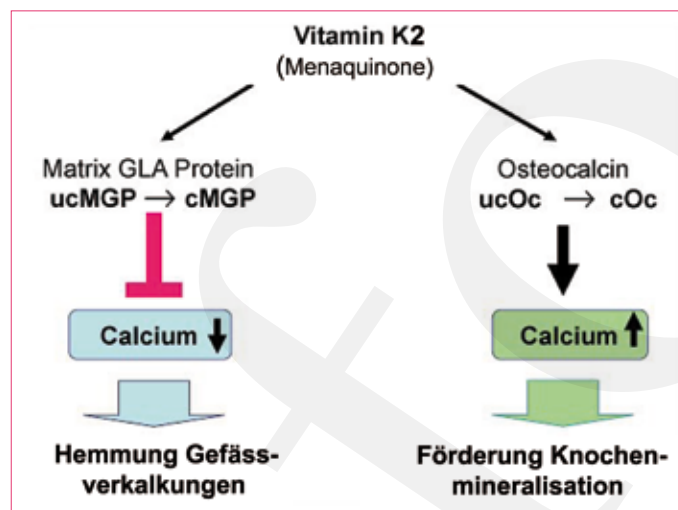 Vitamin K2
(Menaquinone)
Matrix GLA Protein
ucMGP → cMGP
Calcium
Hemmung Gefäss-
verkalkungen
Osteocalcin
ucOc → cOc
Calcium
Förderung Knochen-
mineralisation